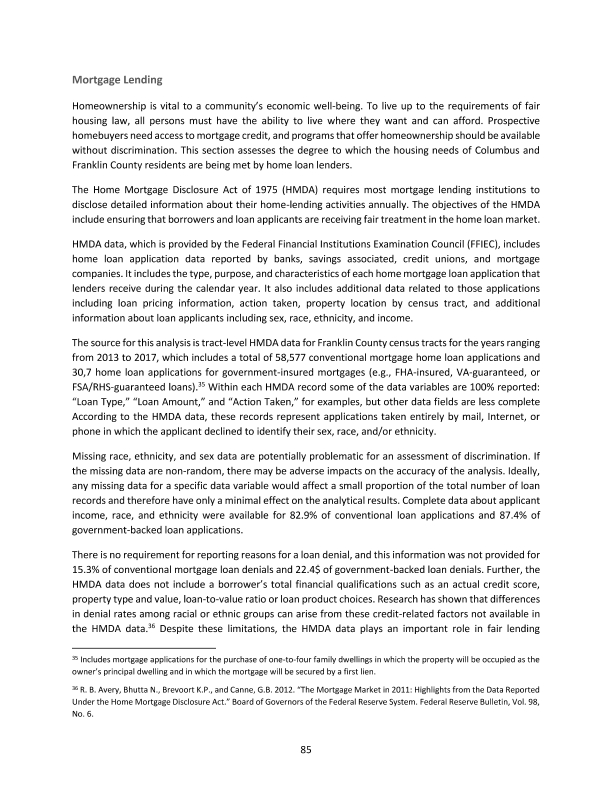 Mortgage Lending
Homeownership is vital to a community's economic well-being. To live up to the requirements of fair
housing law, all persons must have the ability to live where they want and can afford. Prospective
homebuyers need access to mortgage credit, and programs that offer homeownership should be available
without discrimination. This section assesses the degree to which the housing needs of Columbus and
Franklin County residents are being met by home loan lenders.
The Home Mortgage Disclosure Act of 1975 (HMDA) requires most mortgage lending institutions to
disclose detailed information about their home-lending activities annually. The objectives of the HMDA
include ensuring that borrowers and loan applicants are receiving fair treatment in the home loan market.
HMDA data, which is provided by the Federal Financial Institutions Examination Council (FFIEC), includes
home loan application data reported by banks, savings associated, credit unions, and mortgage
companies. It includes the type, purpose, and characteristics of each home mortgage loan application that
lenders receive during the calendar year. It also includes additional data related to those applications
including loan pricing information, action taken, property location by census tract, and additional
information about loan applicants including sex, race, ethnicity, and income.
The source for this analysis is tract-level HMDA data for Franklin County census tracts for the years ranging
from 2013 to 2017, which includes a total of 58,577 conventional mortgage home loan applications and
30,7 home loan applications for government-insured mortgages (e.g., FHA-insured, VA-guaranteed, or
FSA/RHS-guaranteed loans).35 Within each HMDA record some of the data variables are 100% reported:
"Loan Type," "Loan Amount," and "Action Taken," for examples, but other data fields are less complete
According to the HMDA data, these records represent applications taken entirely by mail, Internet, or
phone in which the applicant declined to identify their sex, race, and/or ethnicity.
Missing race, ethnicity, and sex data are potentially problematic for an assessment of discrimination. If
the missing data are non-random, there may be adverse impacts on the accuracy of the analysis. Ideally,
any missing data for a specific data variable would affect a small proportion of the total number of loan
records and therefore have only a minimal effect on the analytical results. Complete data about applicant
income, race, and ethnicity were available for 82.9% of conventional loan applications and 87.4% of
government-backed loan applications.
There is no requirement for reporting reasons for a loan denial, and this information was not provided for
15.3% of conventional mortgage loan denials and 22.4$ of government-backed loan denials. Further, the
HMDA data does not include a borrower's total financial qualifications such as an actual credit score,
property type and value, loan-to-value ratio or loan product choices. Research has shown that differences
in denial rates among racial or ethnic groups can arise from these credit-related factors not available in
the HMDA data.36 Despite these limitations, the HMDA data plays an important role in fair lending
35 Includes mortgage applications for the purchase of one-to-four family dwellings in which the property will be occupied as the
owner's principal dwelling and in which the mortgage will be secured by a first lien.
36 R. B. Avery, Bhutta N., Brevoort K.P., and Canne, G.B. 2012. "The Mortgage Market in 2011: Highlights from the Data Reported
Under the Home Mortgage Disclosure Act." Board of Governors of the Federal Reserve System. Federal Reserve Bulletin, Vol. 98,
No. 6.
85